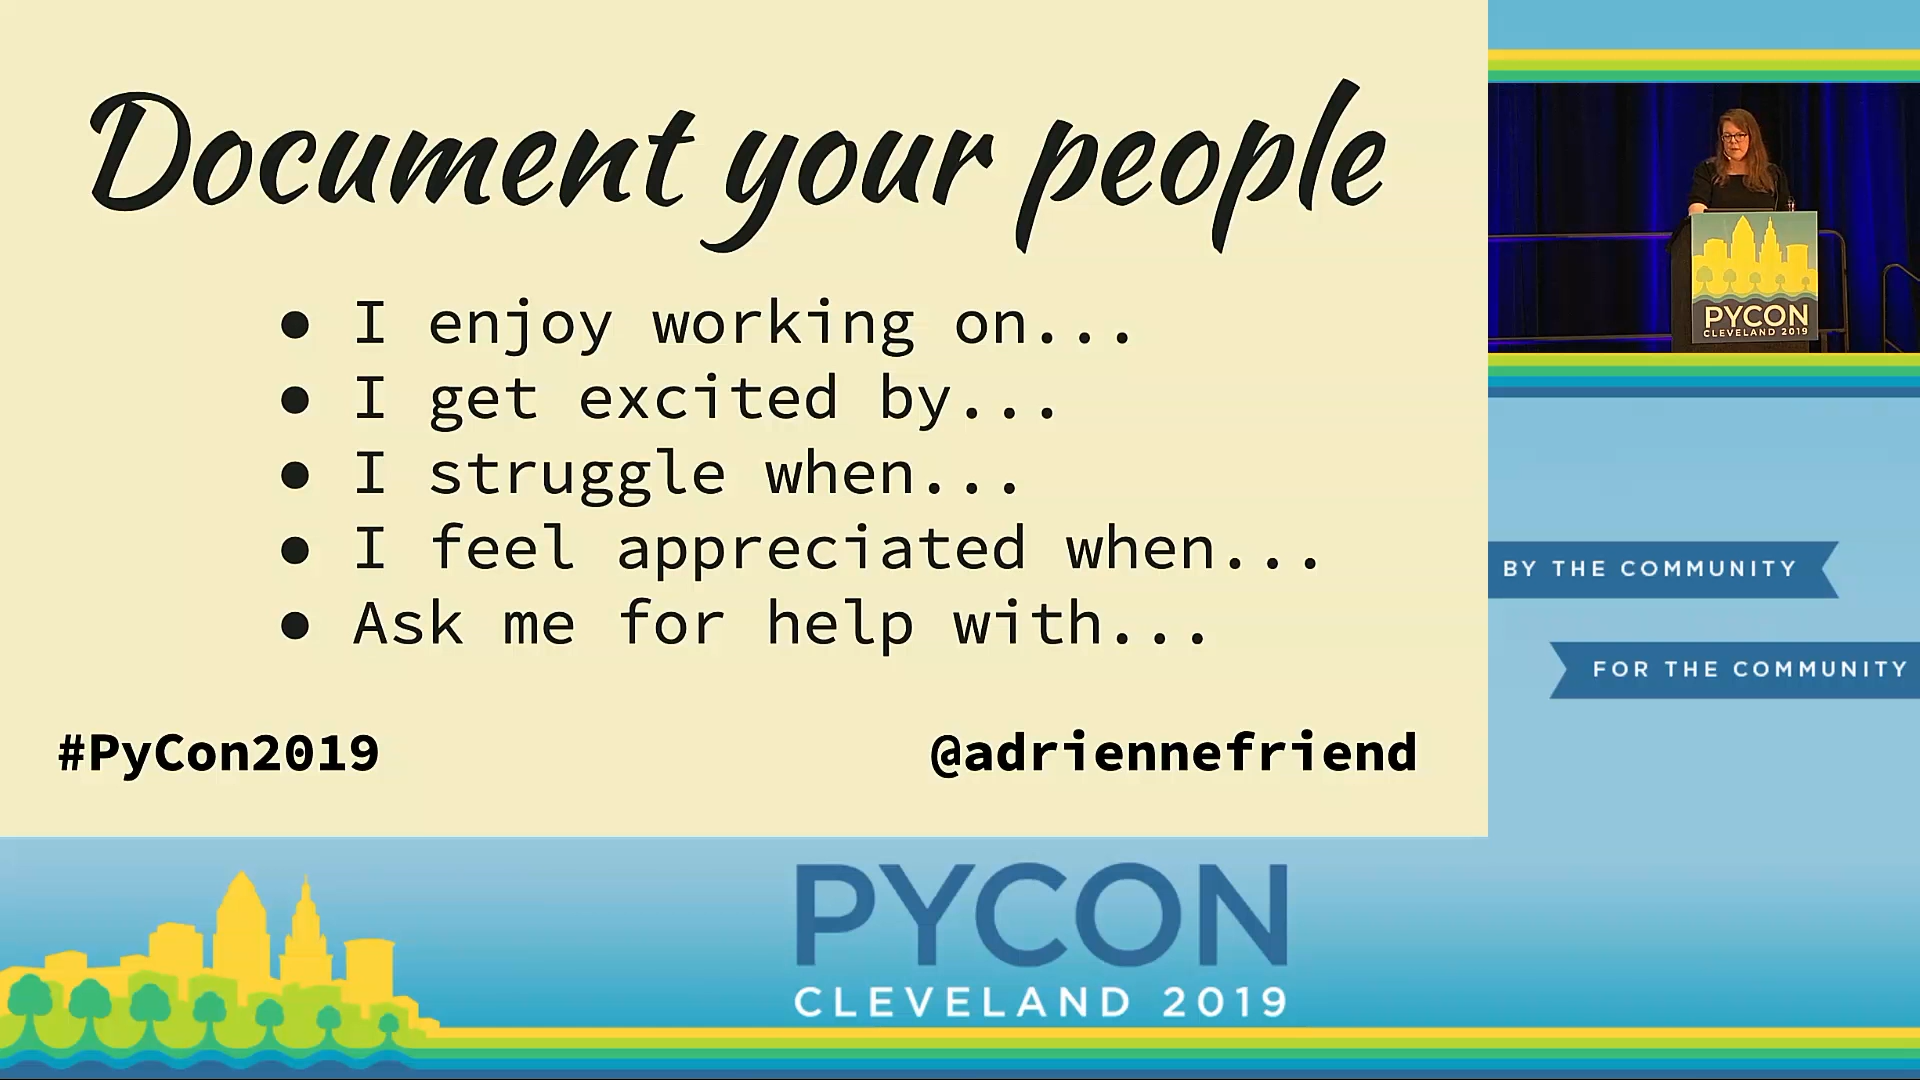 Document your people
● I enjoy working on...
● I get excited by...
● I struggle when...
● I feel appreciated when...
● Ask me for help with...
#PyCon2019
@adriennefriend
PYCON
CLEVELAND 2019
BY THE COMMUNITY
FOR THE COMMUNITY
PYCON
CLEVELAND 2019